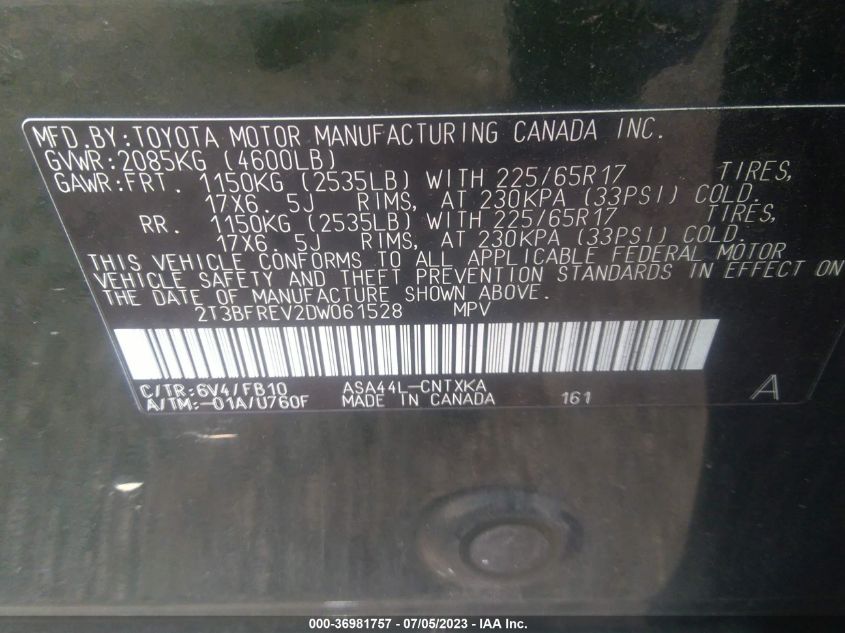 MFD.BY:TOYOTA MOTOR MANUFACTURING CANADA INC.
GVWR:2085KG (4600LB)
GAWR:FRT. 1150KG (2535LB) WITH 225/65R17 TIRES,
17X6.5J RIMS, AT 230KPA (33PSI) COLD.
RR. 1150KG (2535LB) WITH 225/65R17 TIRES,
17X6.5J RIMS, AT 230KPA (33PSI) COLD.
THIS VEHICLE CONFORMS TO ALL APPLICABLE FEDERAL MOTOR
VEHICLE SAFETY AND THEFT PREVENTION STANDARDS IN EFFECT ON
THE DATE OF MANUFACTURE SHOWN ABOVE.
2T3BFREV2DW061528 MPV
C/TR:6V4/FB10 ASA44L-CNTXKA
A/TM:-01A/U760F MADE IN CANADA 161 A
000-36981757 - 07/05/2023 - IAA Inc.